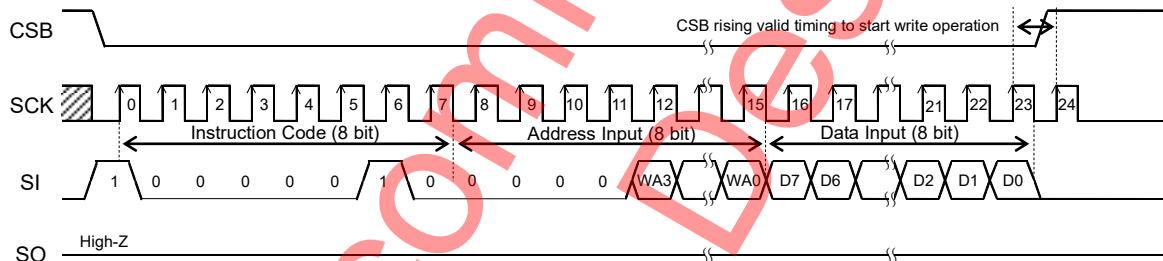 CSB
CSB rising valid timing to start write operation
SCK
0 1 2 3 4 5 6 7 8 9 10 11 12 15 16 17 21 22 23 24
Instruction Code (8 bit) Address Input (8 bit) Data Input (8 bit)
SI
1 0 0 0 0 0 1 0 0 0 0 0 WA3 WA0 D7 D6 D2 D1 D0
High-Z
SO